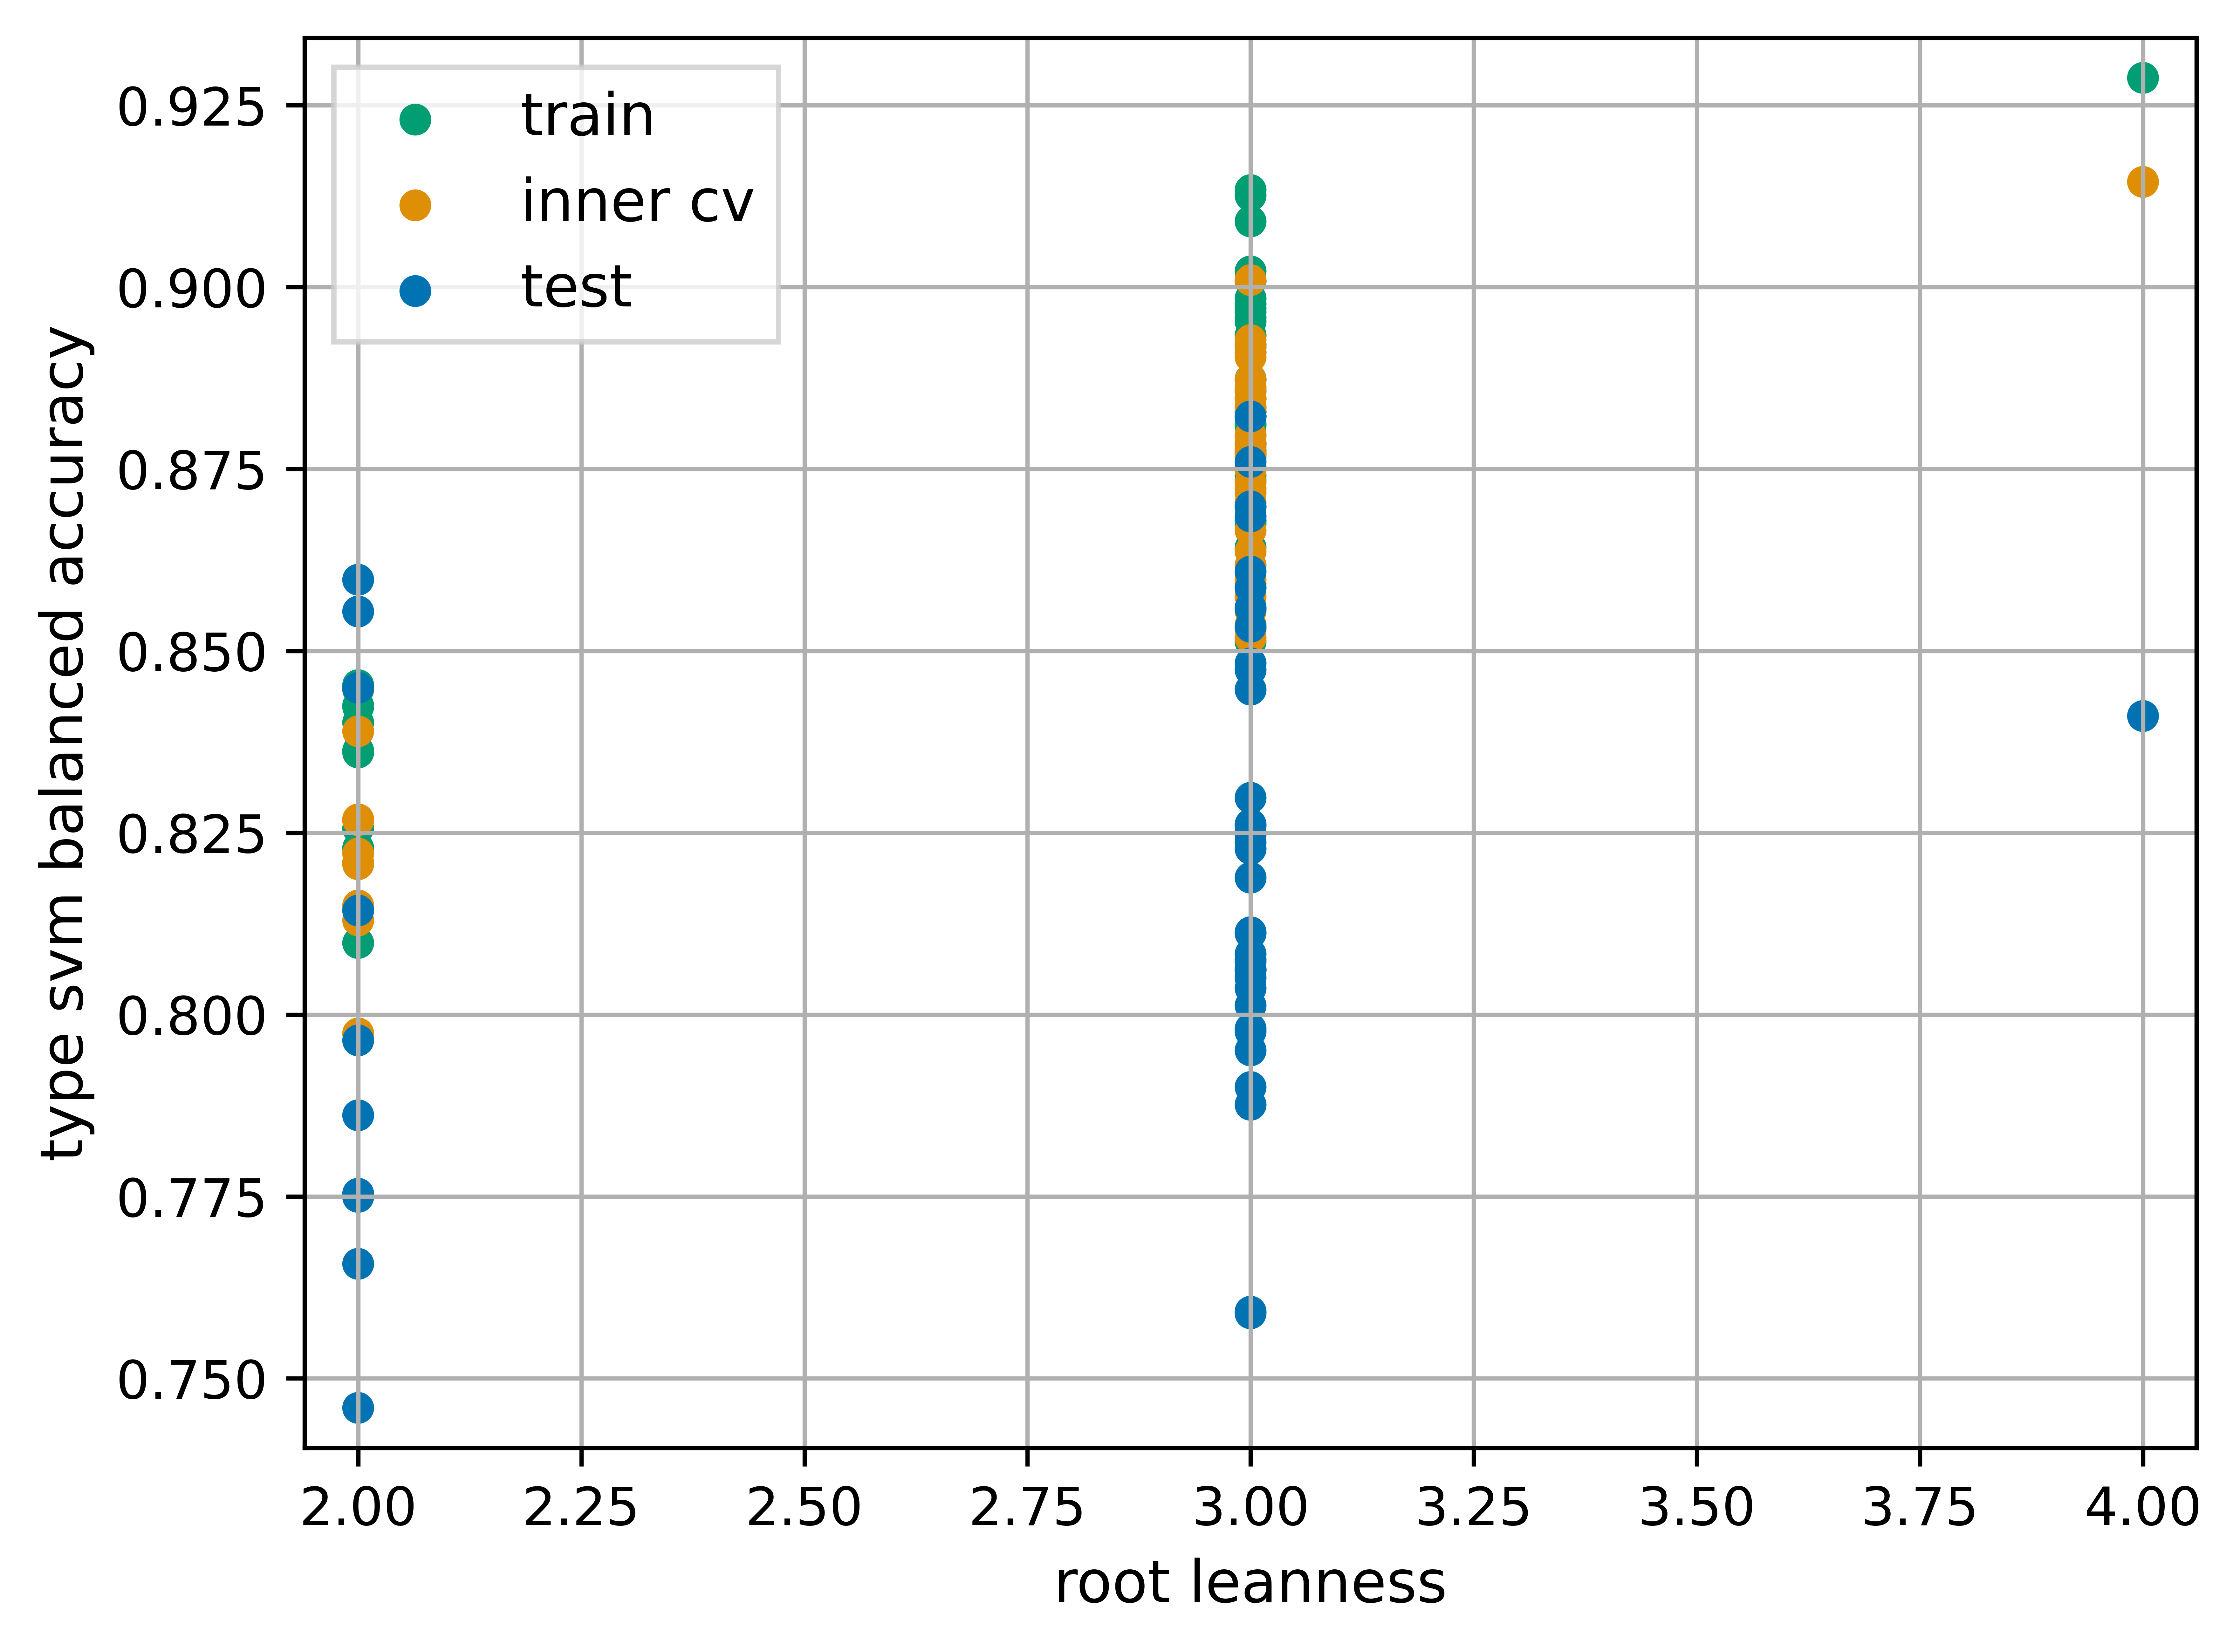 train
inner cv
test
0.925
0.900
0.875
0.850
0.825
0.800
0.775
0.750
type svm balanced accuracy
2.00 2.25 2.50 2.75 3.00 3.25 3.50 3.75 4.00
root leanness